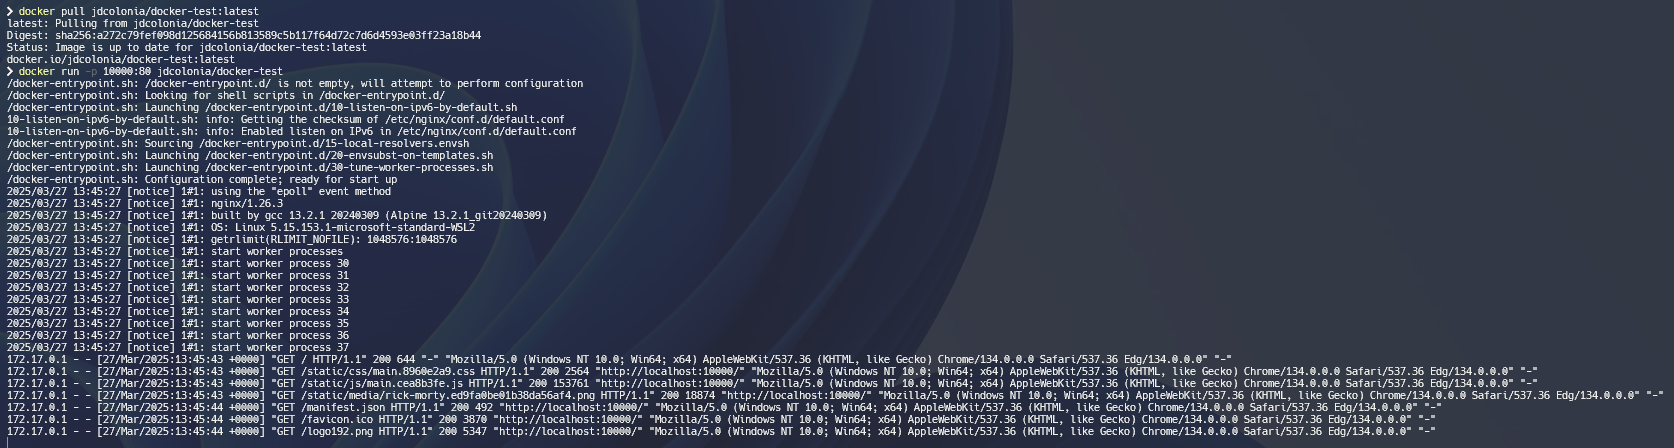 ❯ docker pull jdcolonia/docker-test:latest
latest: Pulling from jdcolonia/docker-test
Digest: sha256:a272c79fef098d125684156b813589c5b117f64d72c7d6d4593e03ff23a18b44
Status: Image is up to date for jdcolonia/docker-test:latest
docker.io/jdcolonia/docker-test:latest
❯ docker run -p 10000:80 jdcolonia/docker-test
/docker-entrypoint.sh: /docker-entrypoint.d/ is not empty, will attempt to perform configuration
/docker-entrypoint.sh: Looking for shell scripts in /docker-entrypoint.d/
/docker-entrypoint.sh: Launching /docker-entrypoint.d/10-listen-on-ipv6-by-default.sh
10-listen-on-ipv6-by-default.sh: info: Getting the checksum of /etc/nginx/conf.d/default.conf
10-listen-on-ipv6-by-default.sh: info: Enabled listen on IPv6 in /etc/nginx/conf.d/default.conf
/docker-entrypoint.sh: Sourcing /docker-entrypoint.d/15-local-resolvers.envsh
/docker-entrypoint.sh: Launching /docker-entrypoint.d/20-envsubst-on-templates.sh
/docker-entrypoint.sh: Launching /docker-entrypoint.d/30-tune-worker-processes.sh
/docker-entrypoint.sh: Configuration complete; ready for start up
2025/03/27 13:45:27 [notice] 1#1: using the "epoll" event method
2025/03/27 13:45:27 [notice] 1#1: nginx/1.26.3
2025/03/27 13:45:27 [notice] 1#1: built by gcc 13.2.1 20240309 (Alpine 13.2.1_git20240309)
2025/03/27 13:45:27 [notice] 1#1: OS: Linux 5.15.153.1-microsoft-standard-WSL2
2025/03/27 13:45:27 [notice] 1#1: getrlimit(RLIMIT_NOFILE): 1048576:1048576
2025/03/27 13:45:27 [notice] 1#1: start worker processes
2025/03/27 13:45:27 [notice] 1#1: start worker process 30
2025/03/27 13:45:27 [notice] 1#1: start worker process 31
2025/03/27 13:45:27 [notice] 1#1: start worker process 32
2025/03/27 13:45:27 [notice] 1#1: start worker process 33
2025/03/27 13:45:27 [notice] 1#1: start worker process 34
2025/03/27 13:45:27 [notice] 1#1: start worker process 35
2025/03/27 13:45:27 [notice] 1#1: start worker process 36
2025/03/27 13:45:27 [notice] 1#1: start worker process 37
172.17.0.1 - - [27/Mar/2025:13:45:43 +0000] "GET / HTTP/1.1" 200 644 "-" "Mozilla/5.0 (Windows NT 10.0; Win64; x64) AppleWebKit/537.36 (KHTML, like Gecko) Chrome/134.0.0.0 Safari/537.36 Edg/134.0.0.0" "-"
172.17.0.1 - - [27/Mar/2025:13:45:43 +0000] "GET /static/css/main.8960e2a9.css HTTP/1.1" 200 2564 "http://localhost:10000/" "Mozilla/5.0 (Windows NT 10.0; Win64; x64) AppleWebKit/537.36 (KHTML, like Gecko) Chrome/134.0.0.0 Safari/537.36 Edg/134.0.0.0" "-"
172.17.0.1 - - [27/Mar/2025:13:45:43 +0000] "GET /static/js/main.cea8b3fe.js HTTP/1.1" 200 153761 "http://localhost:10000/" "Mozilla/5.0 (Windows NT 10.0; Win64; x64) AppleWebKit/537.36 (KHTML, like Gecko) Chrome/134.0.0.0 Safari/537.36 Edg/134.0.0.0" "-"
172.17.0.1 - - [27/Mar/2025:13:45:43 +0000] "GET /static/media/rick-morty.ed9fa0be01b38da56af4.png HTTP/1.1" 200 18874 "http://localhost:10000/" "Mozilla/5.0 (Windows NT 10.0; Win64; x64) AppleWebKit/537.36 (KHTML, like Gecko) Chrome/134.0.0.0 Safari/537.36 Edg/134.0.0.0" "-"
172.17.0.1 - - [27/Mar/2025:13:45:44 +0000] "GET /manifest.json HTTP/1.1" 200 492 "http://localhost:10000/" "Mozilla/5.0 (Windows NT 10.0; Win64; x64) AppleWebKit/537.36 (KHTML, like Gecko) Chrome/134.0.0.0 Safari/537.36 Edg/134.0.0.0" "-"
172.17.0.1 - - [27/Mar/2025:13:45:44 +0000] "GET /favicon.ico HTTP/1.1" 200 3870 "http://localhost:10000/" "Mozilla/5.0 (Windows NT 10.0; Win64; x64) AppleWebKit/537.36 (KHTML, like Gecko) Chrome/134.0.0.0 Safari/537.36 Edg/134.0.0.0" "-"
172.17.0.1 - - [27/Mar/2025:13:45:44 +0000] "GET /logo192.png HTTP/1.1" 200 5347 "http://localhost:10000/" "Mozilla/5.0 (Windows NT 10.0; Win64; x64) AppleWebKit/537.36 (KHTML, like Gecko) Chrome/134.0.0.0 Safari/537.36 Edg/134.0.0.0" "-"